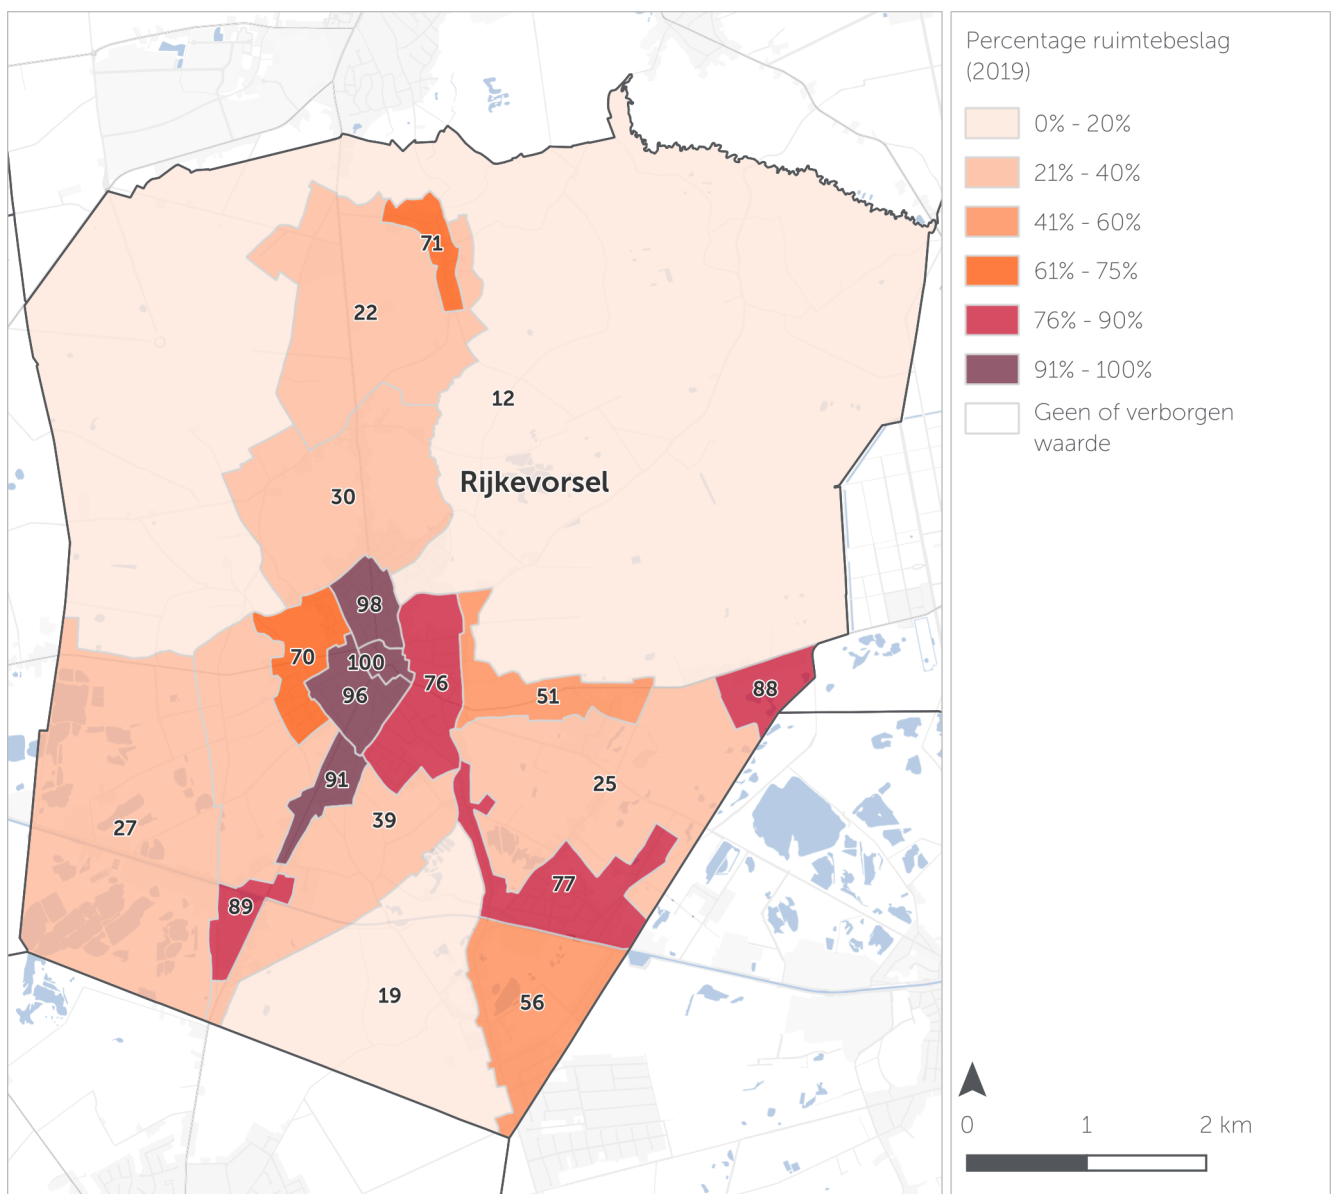 71
22
12
Rijkevorsel
30
98
70
100
76
96
51
88
91
25
39
27
77
89
19
56
Percentage ruimtebeslag
(2019)
0% - 20%
21% - 40%
41% - 60%
61% - 75%
76% - 90%
91% - 100%
Geen of verborgen
waarde
0 1 2 km